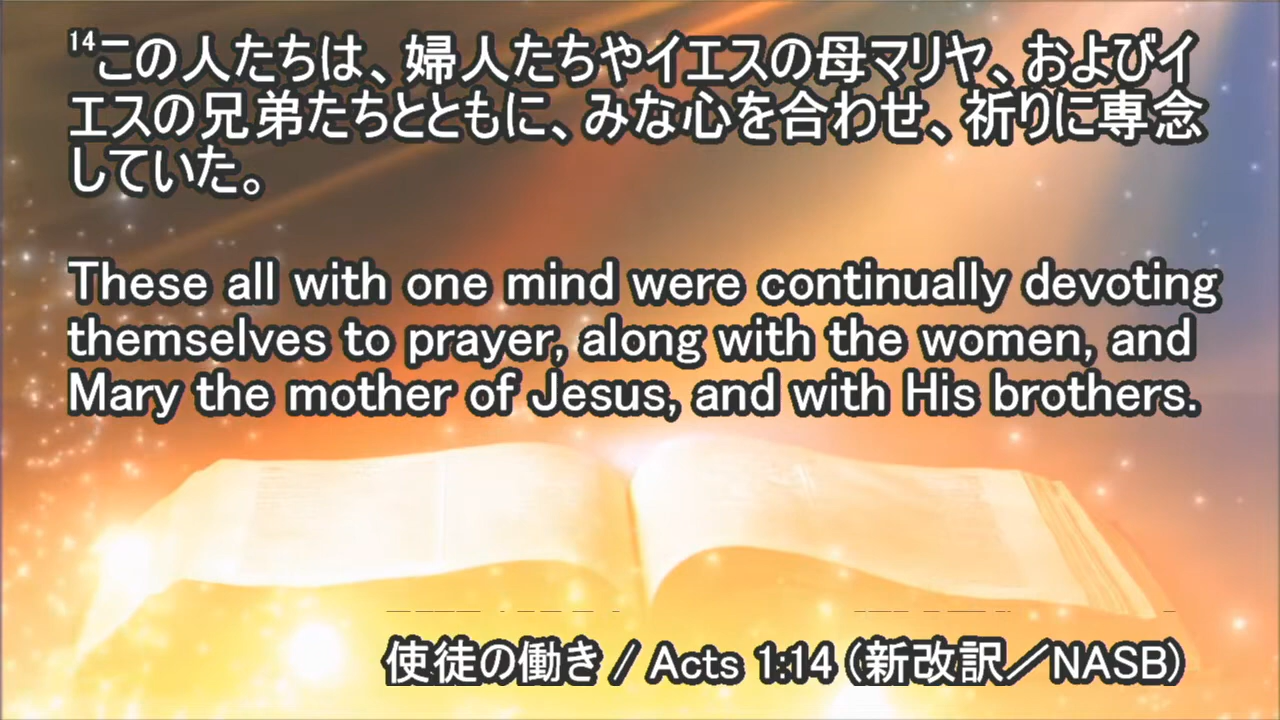 14この人たちは、婦人たちやイエスの母マリヤ、およびイ
エスの兄弟たちとともに、みな心を合わせ、祈りに専念
していた。
These all with one mind were continually devoting
themselves to prayer, along with the women, and
Mary the mother of Jesus, and with His brothers.
使徒の働き / Acts 1:14 (新改訳／NASB)